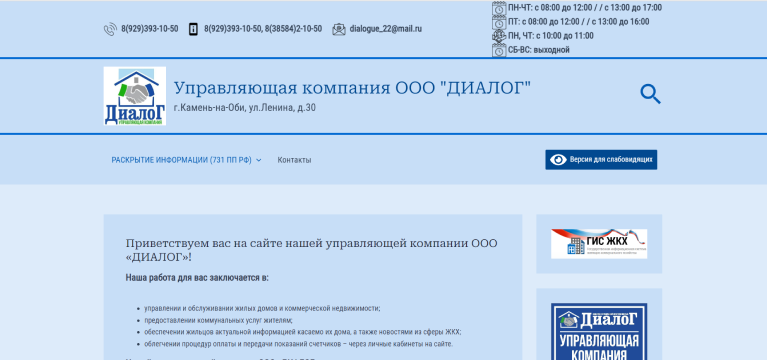 8(929)393-10-50
8(929)393-10-50, 8(38584)2-10-50
dialogue_22@mail.ru
ПН-ЧТ: с 08:00 до 12:00 / / с 13:00 до 17:00
ПТ: с 08:00 до 12:00 / / с 13:00 до 16:00
ПН, ЧТ: с 10:00 до 11:00
СБ-ВС: выходной
ДиалоГ
УПРАВЛЯЮЩАЯ КОМПАНИЯ
Управляющая компания ООО "ДИАЛОГ"
г.Камень-на-Оби, ул.Ленина, д.30
РАСКРЫТИЕ ИНФОРМАЦИИ (731 ПП РФ)
Контакты
Версия для слабовидящих
Приветствуем вас на сайте нашей управляющей компании ООО
«ДИАЛОГ»!
Наша работа для вас заключается в:
управлении и обслуживании жилых домов и коммерческой недвижимости;
предоставлении коммунальных услуг жителям;
обеспечении жильцов актуальной информацией касаемо их дома, а также новостями из сферы ЖКХ;
облегчении процедур оплаты и передачи показаний счетчиков – через личные кабинеты на сайте.
ГИС ЖКХ
ДиалоГ
УПРАВЛЯЮЩАЯ
КОМПАНИЯ